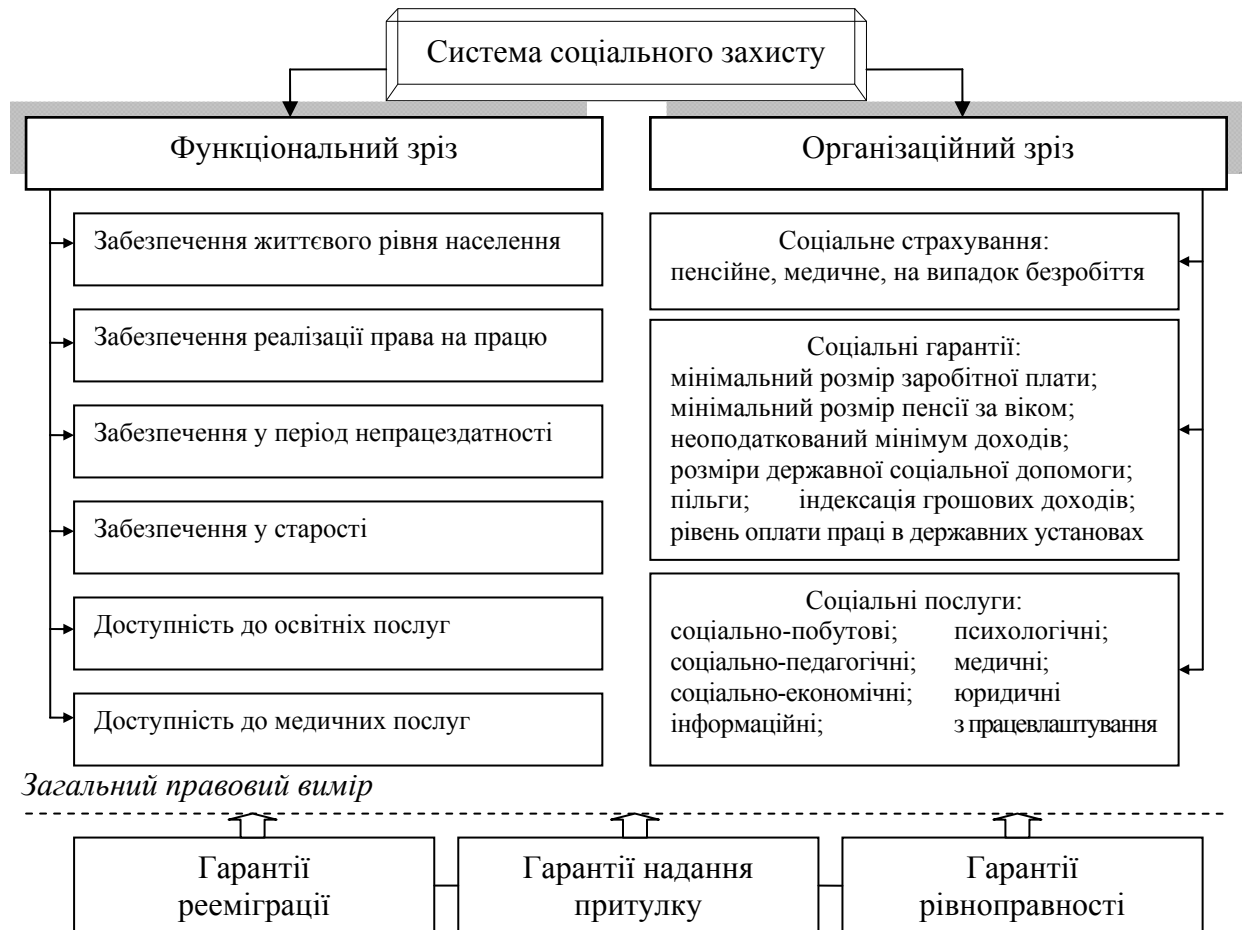 Система соціального захисту
Функціональний зріз
Забезпечення життєвого рівня населення
Забезпечення реалізації права на працю
Забезпечення у період непрацездатності
Забезпечення у старості
Доступність до освітніх послуг
Доступність до медичних послуг
Організаційний зріз
Соціальне страхування:
пенсійне, медичне, на випадок безробіття
Соціальні гарантії:
мінімальний розмір заробітної плати;
мінімальний розмір пенсії за віком;
неоподаткований мінімум доходів;
розміри державної соціальної допомоги;
пільги; індексація грошових доходів;
рівень оплати праці в державних установах
Соціальні послуги:
соціально-побутові; психологічні;
соціально-педагогічні; медичні;
соціально-економічні; юридичні
інформаційні; з працевлаштування
Загальний правовий вимір
Гарантії
рееміграції
Гарантії надання
притулку
Гарантії
рівноправності